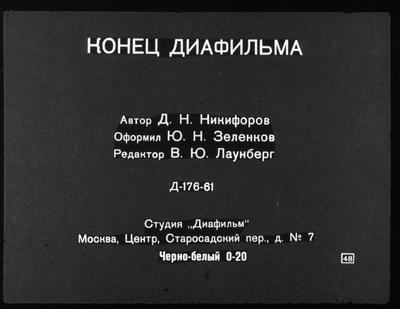 КОНЕЦ ДИАФИЛЬМА
Автор Д. Н. Никифоров
Оформил Ю. Н. Зеленков
Редактор В. Ю. Лаунберг
Д-176-61
Студия „Диафильм“
Москва, Центр, Старосадский пер., д. № 7
Черно-белый 0-20
48